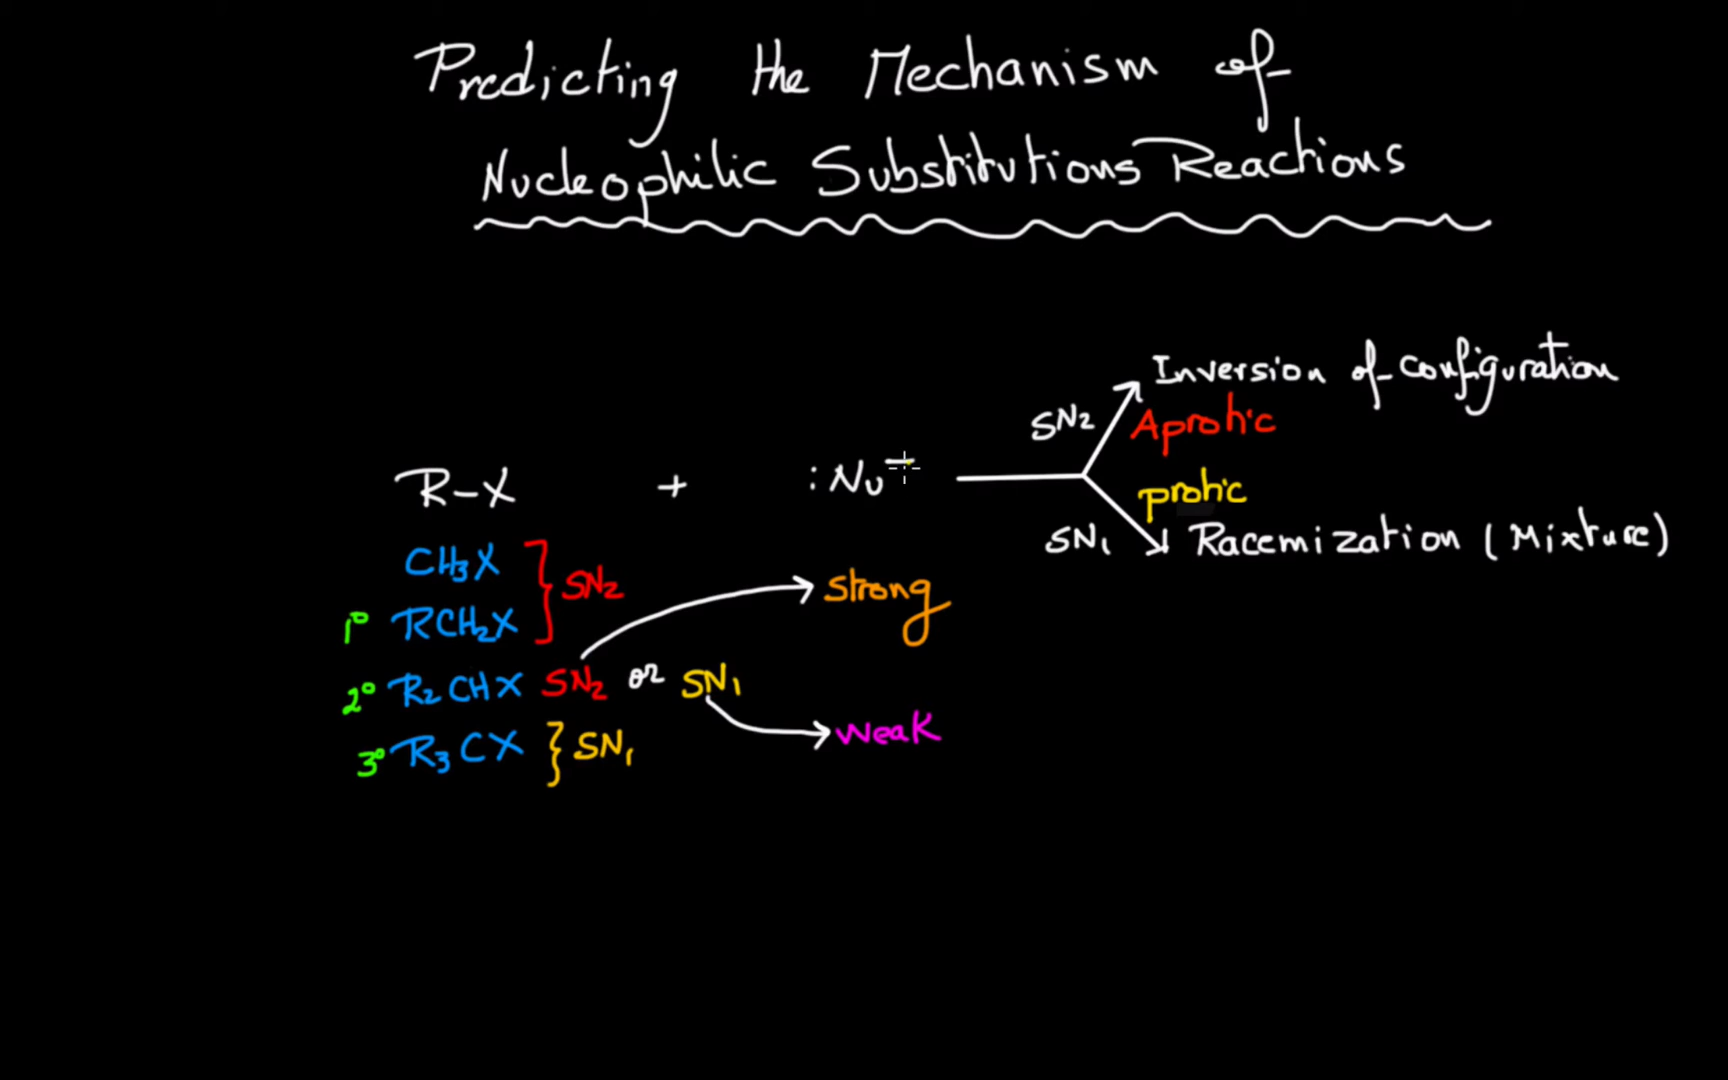 Predicting the Mechanism of
Nucleophilic Substitutions Reactions
Inversion of configuration
SN2 Aprotic
R-X + :Nu⁻
protic
SN1 Racemization (Mixture)
CH3X } SN2 Strong
1° RCH2X
2° R2CHX SN2 or SN1
weak
3° R3CX } SN1